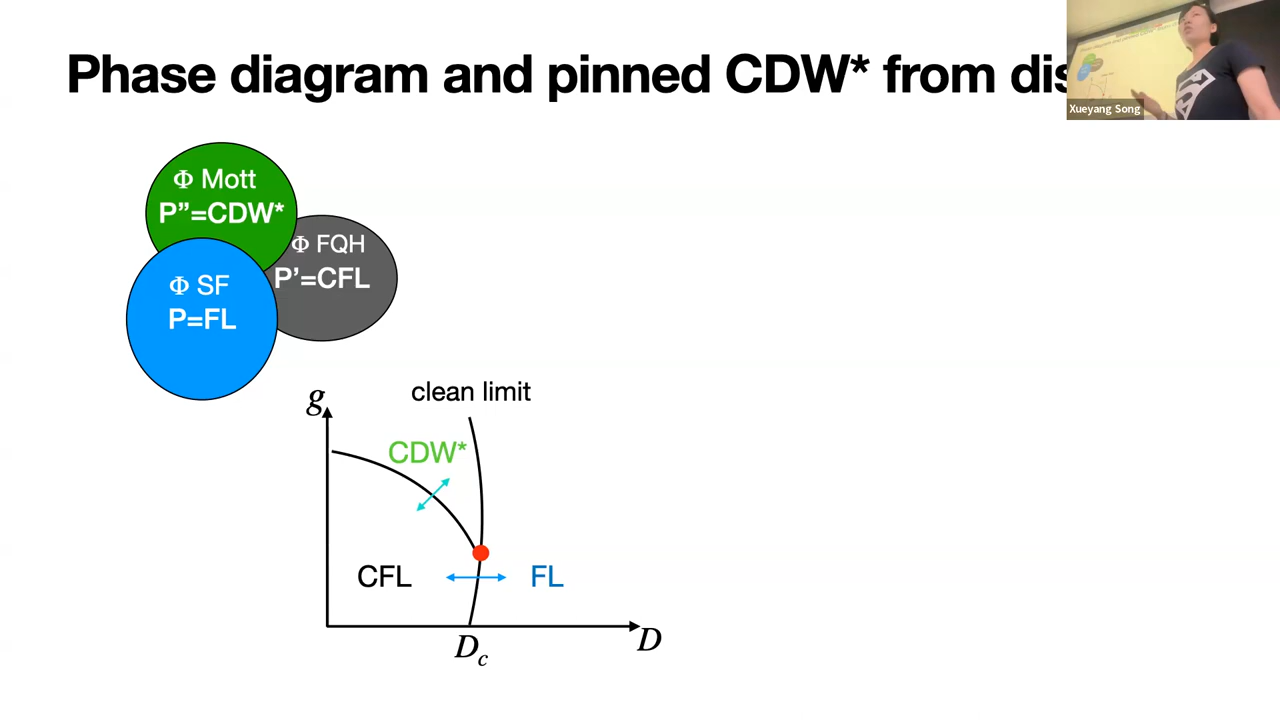 Phase diagram and pinned CDW* from
Xueyang Song
Φ Mott
P”=CDW*
Φ FQH
P’=CFL
Φ SF
P=FL
g
clean limit
CDW*
CFL
FL
D
D_c